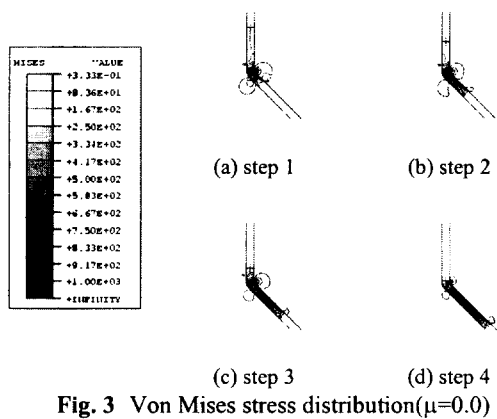 MISES VALUE
+3.33E-01
+8.36E+01
+1.67E+02
+2.50E+02
+3.34E+02
+4.17E+02
+5.00E+02
+5.83E+02
+6.67E+02
+7.50E+02
+8.33E+02
+9.17E+02
+1.00E+03
+INFINITY
(a) step 1
(b) step 2
(c) step 3
(d) step 4
Fig. 3 Von Mises stress distribution(μ=0.0)